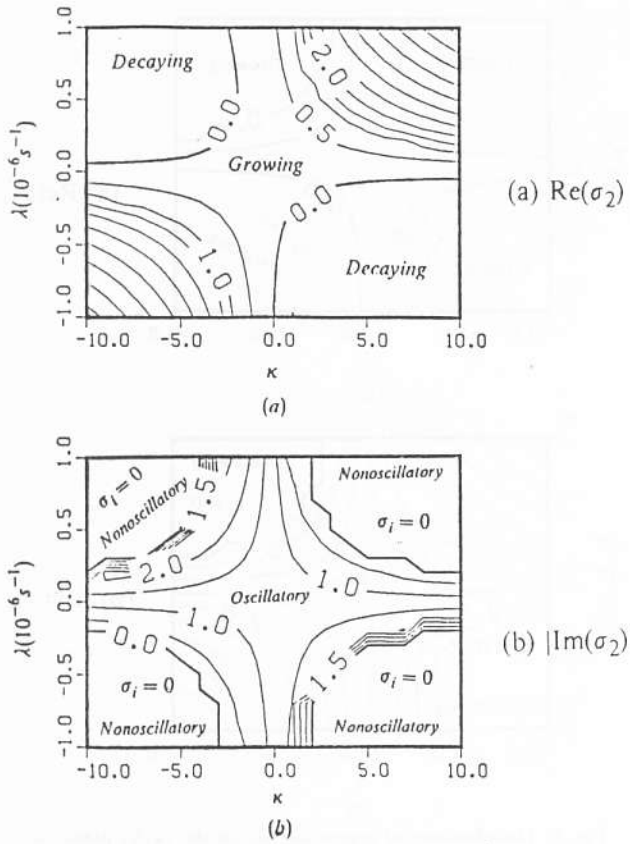 1.0
Decaying
2.0
0.5
0.0
0.5
λ(10⁻⁶s⁻¹)
0.0
Growing
(a) Re(σ₂)
0.0
-0.5
1.0
Decaying
-1.0
-10.0 -5.0 0.0 5.0 10.0
κ
(a)
1.0
σᵢ = 0
Nonoscillatory
1.5
Nonoscillatory
σᵢ = 0
0.5
2.0
1.0
λ(10⁻⁶s⁻¹)
0.0
Oscillatory
1.0
0.0
1.5
(b) |Im(σ₂)
-0.5
σᵢ = 0
σᵢ = 0
Nonoscillatory
Nonoscillatory
-1.0
-10.0 -5.0 0.0 5.0 10.0
κ
(b)